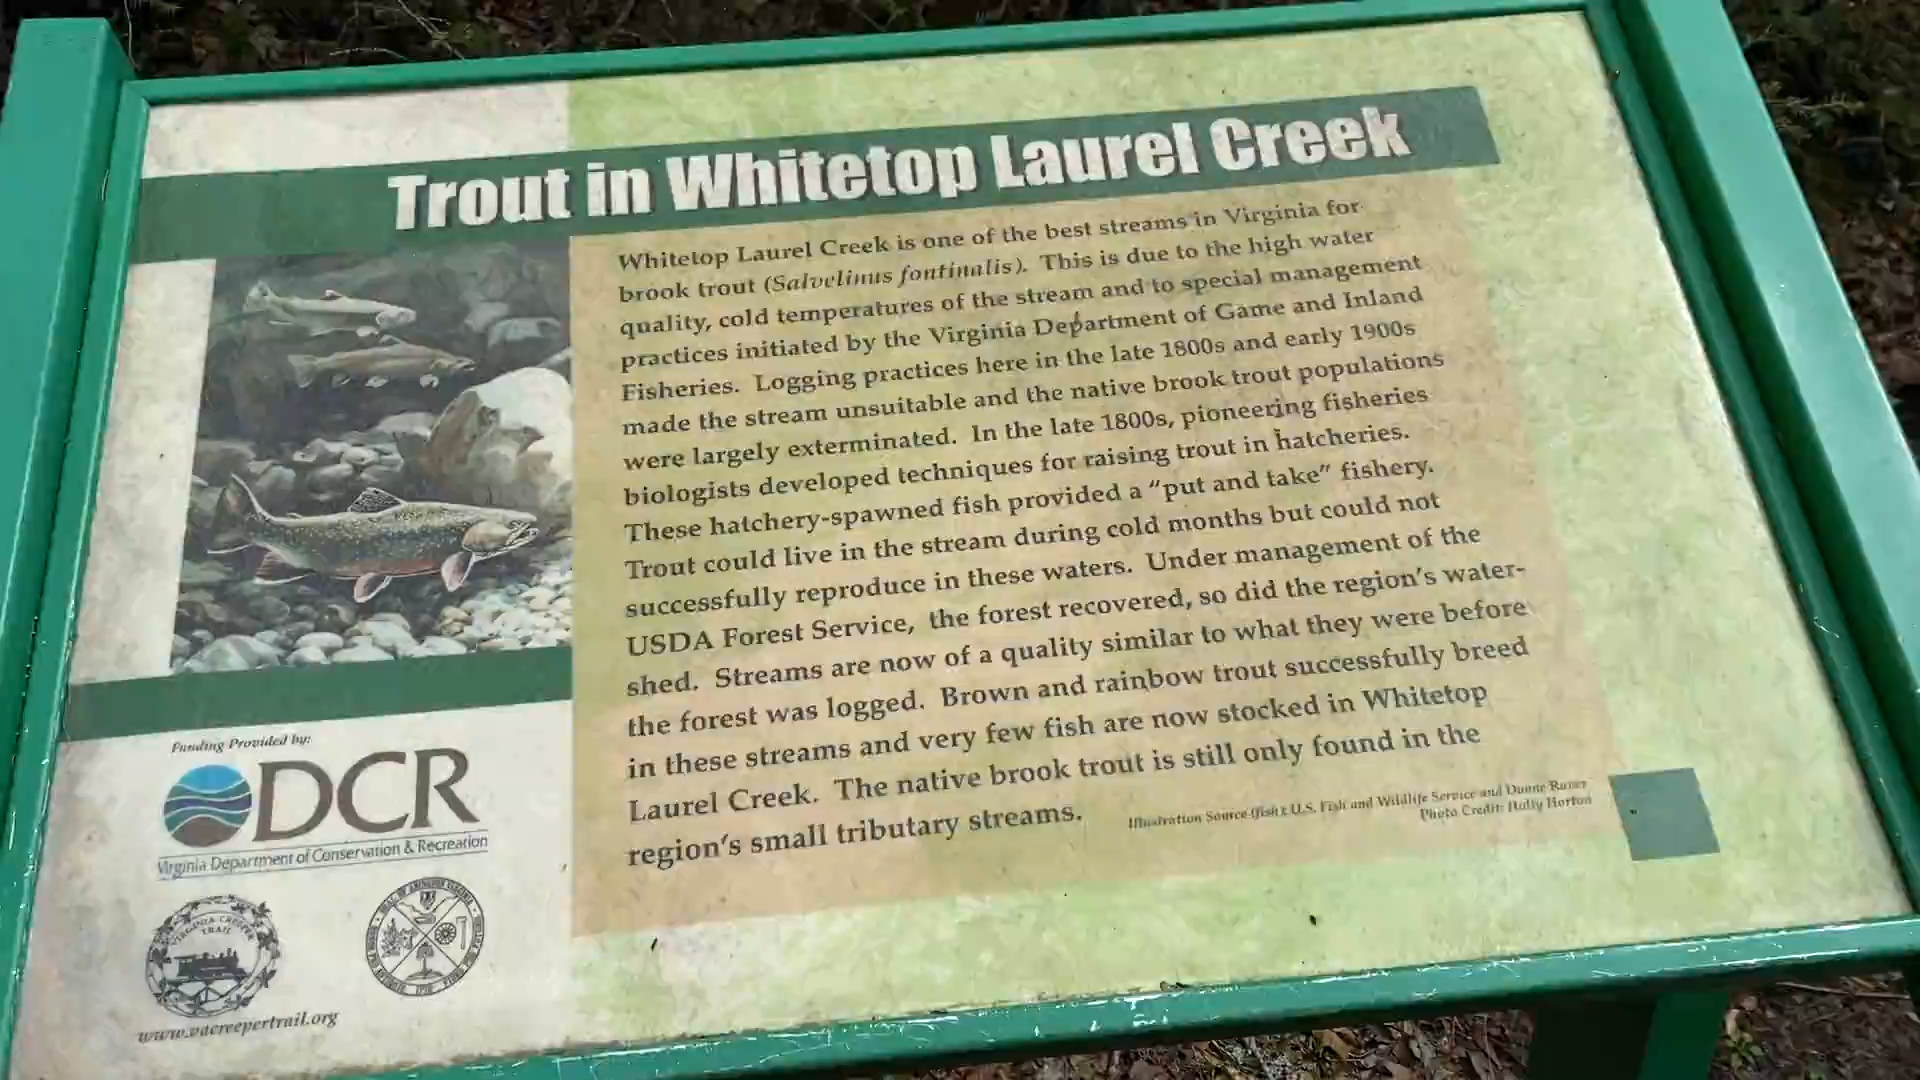 Trout in Whitetop Laurel Creek
Whitetop Laurel Creek is one of the best streams in Virginia for
brook trout (Salvelinus fontinalis). This is due to the high water
quality, cold temperatures of the stream and to special management
practices initiated by the Virginia Department of Game and Inland
Fisheries. Logging practices here in the late 1800s and early 1900s
made the stream unsuitable and the native brook trout populations
were largely exterminated. In the late 1800s, pioneering fisheries
biologists developed techniques for raising trout in hatcheries.
These hatchery-spawned fish provided a “put and take” fishery.
Trout could live in the stream during cold months but could not
successfully reproduce in these waters. Under management of the
USDA Forest Service, the forest recovered, so did the region's water-
shed. Streams are now of a quality similar to what they were before
the forest was logged. Brown and rainbow trout successfully breed
in these streams and very few fish are now stocked in Whitetop
Laurel Creek. The native brook trout is still only found in the
region's small tributary streams.
Illustration Source (fish): U.S. Fish and Wildlife Service and Duane Raver
Photo Credit: Holly Horton
Funding Provided by:
DCR
Virginia Department of Conservation & Recreation
VIRGINIA CREEPER
TRAIL
www.vacreepertrail.org